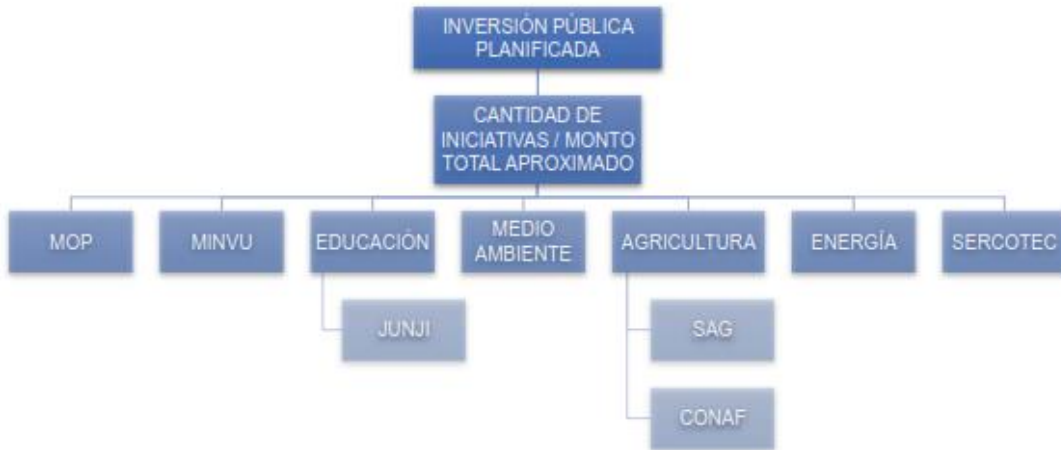 INVERSIÓN PÚBLICA
PLANIFICADA
CANTIDAD DE
INICIATIVAS / MONTO
TOTAL APROXIMADO
MOP
MINVU
EDUCACIÓN
MEDIO
AMBIENTE
AGRICULTURA
ENERGÍA
SERCOTEC
JUNJI
SAG
CONAF